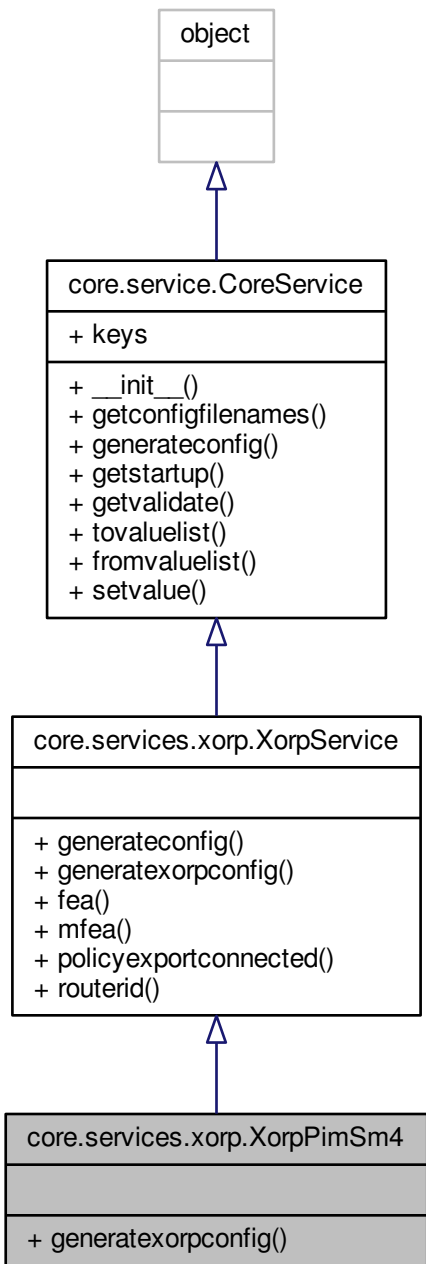 object
core.service.CoreService
+ keys
+ __init__()
+ getconfigfilenames()
+ generateconfig()
+ getstartup()
+ getvalidate()
+ tovaluelist()
+ fromvaluelist()
+ setvalue()
core.services.xorp.XorpService
+ generateconfig()
+ generatexorpconfig()
+ fea()
+ mfea()
+ policyexportconnected()
+ routerid()
core.services.xorp.XorpPimSm4
+ generatexorpconfig()